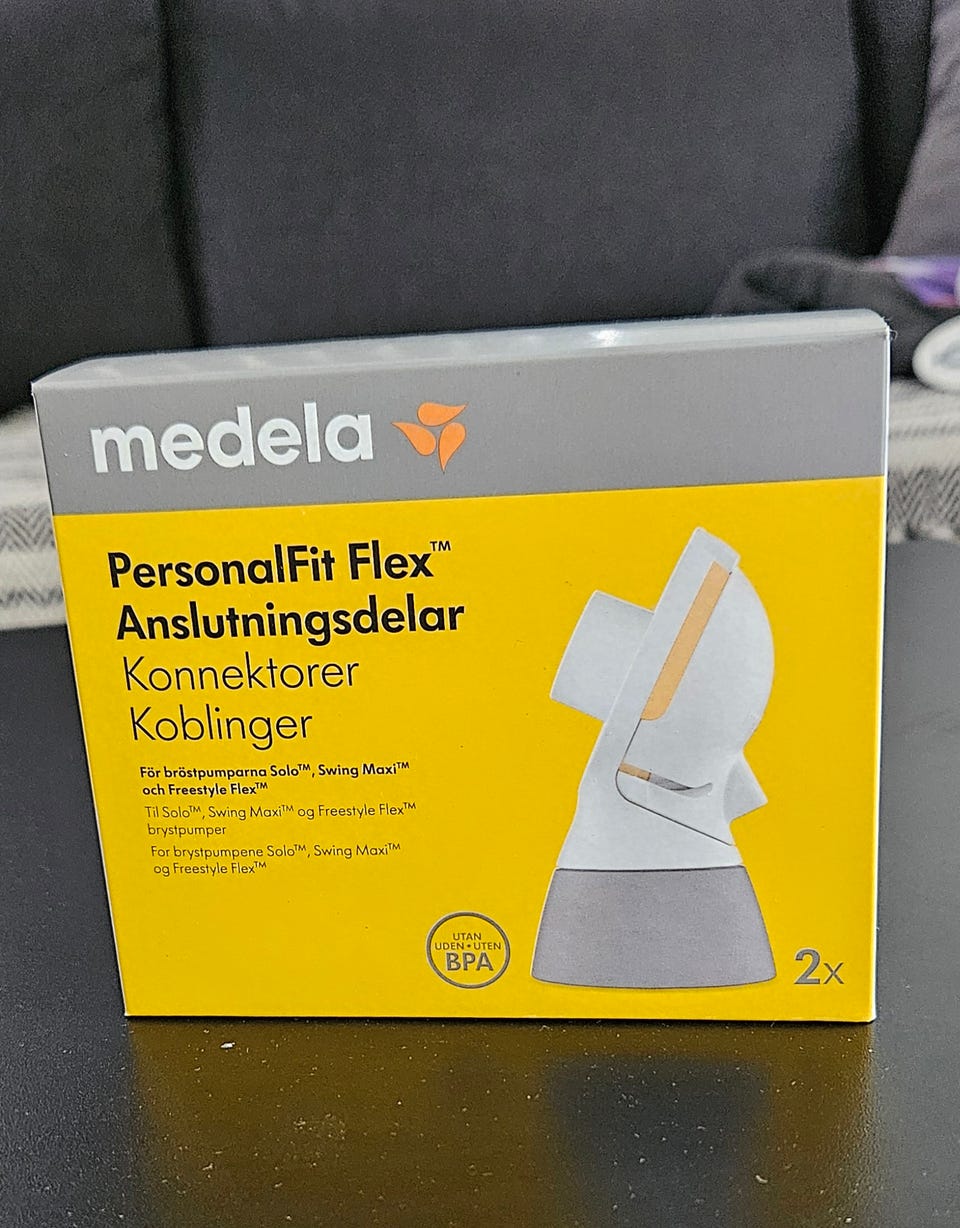 medela
PersonalFit Flex™
Anslutningsdelar
Konnektorer
Koblinger
För bröstpumparna Solo™, Swing Maxi™
och Freestyle Flex™
Til Solo™, Swing Maxi™ og Freestyle Flex™
brystpumper
For brystpumpene Solo™, Swing Maxi™
og Freestyle Flex™
UTAN
UDEN • UTEN
BPA
2x